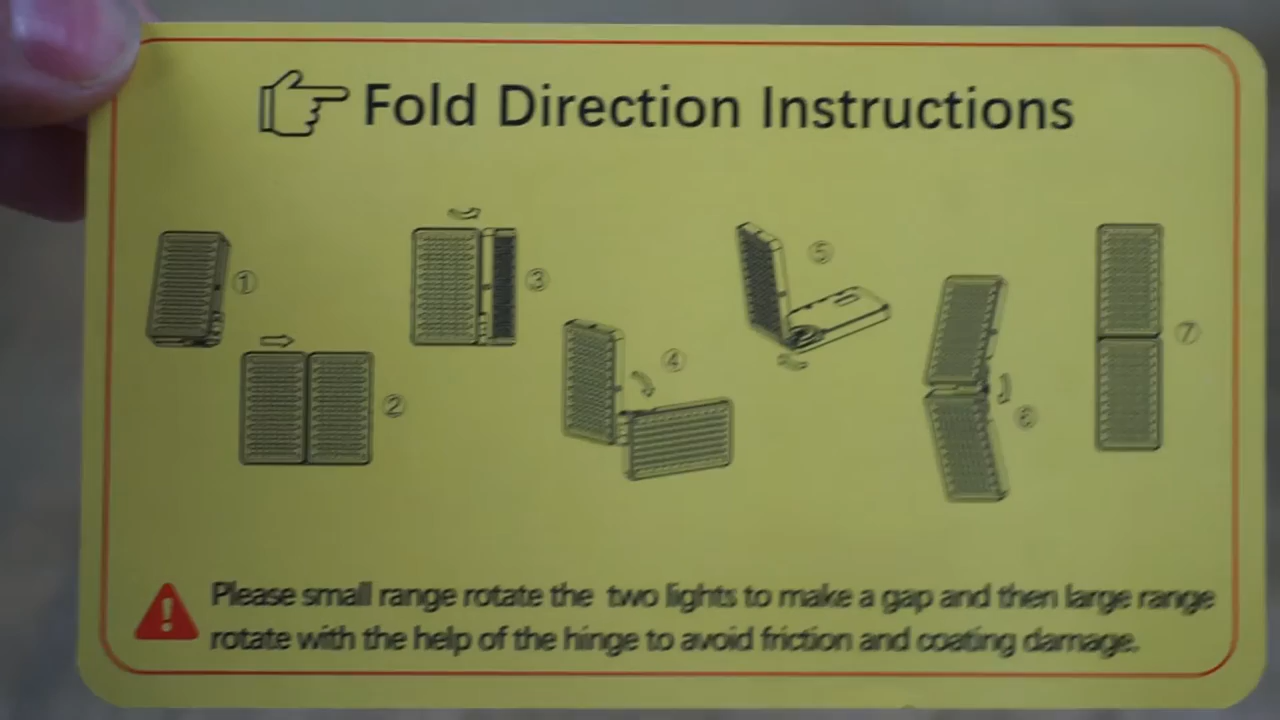 Fold Direction Instructions
①
②
③
④
⑤
⑥
⑦
Please small range rotate the two lights to make a gap and then large range
rotate with the help of the hinge to avoid friction and coating damage.